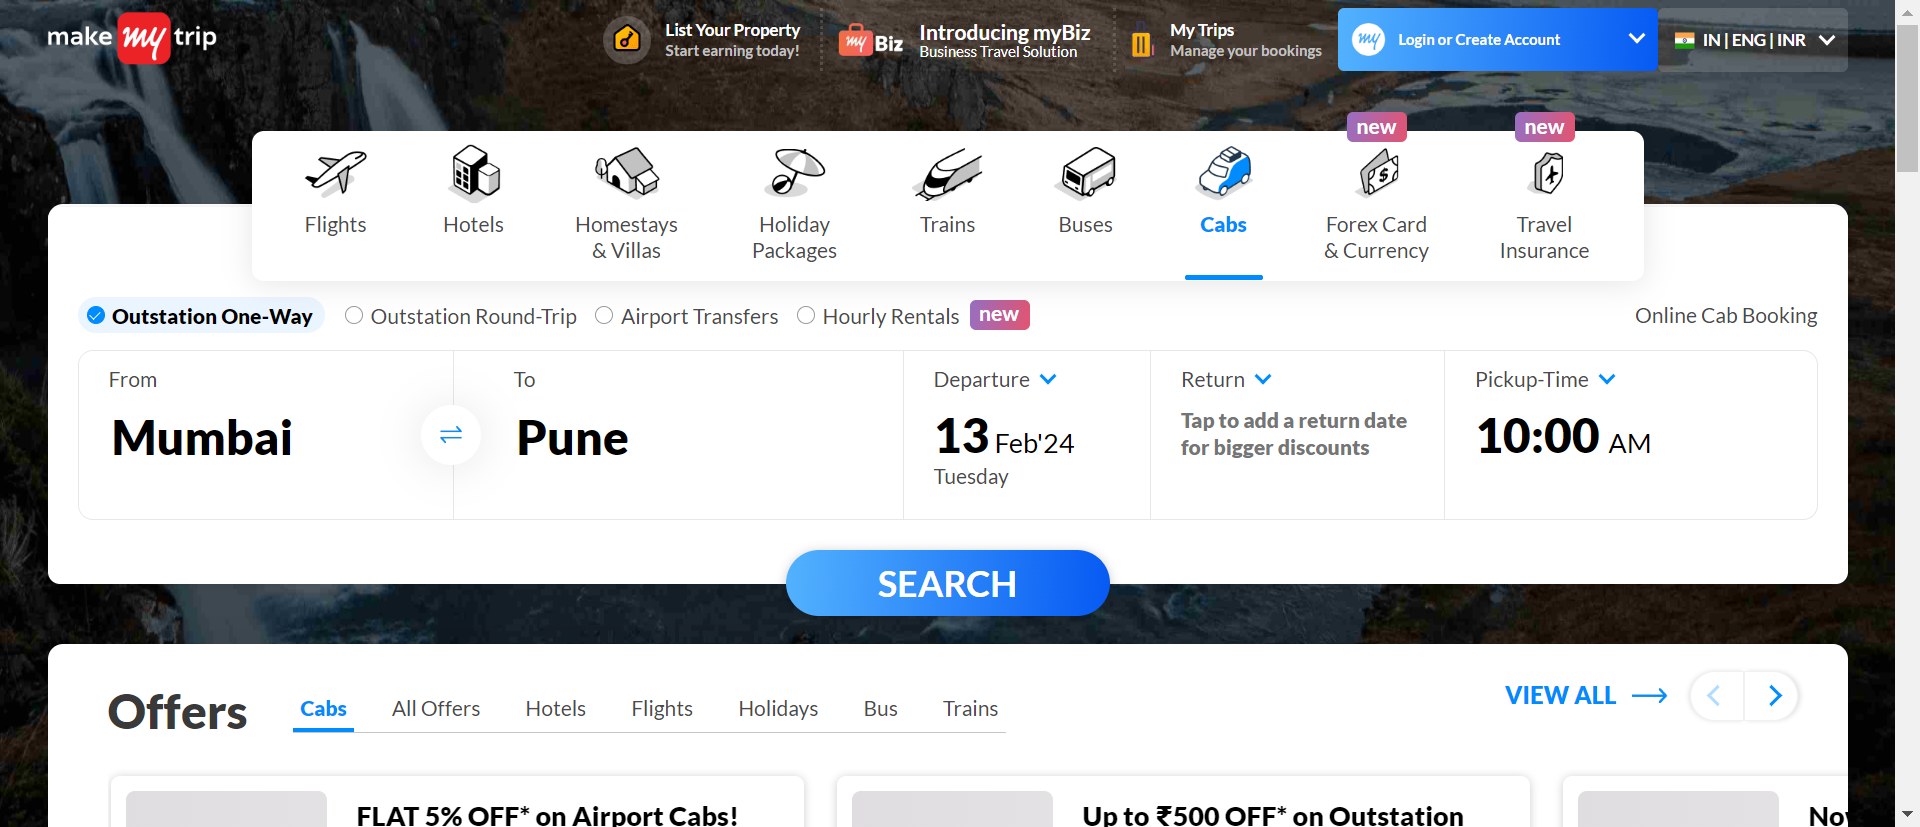 make my trip
List Your Property
Start earning today!
my Biz
Introducing myBiz
Business Travel Solution
My Trips
Manage your bookings
my
Login or Create Account
IN | ENG | INR
new
new
Flights
Hotels
Homestays
& Villas
Holiday
Packages
Trains
Buses
Cabs
Forex Card
& Currency
Travel
Insurance
Outstation One-Way
Outstation Round-Trip
Airport Transfers
Hourly Rentals
new
Online Cab Booking
From
Mumbai
To
Pune
Departure
13 Feb'24
Tuesday
Return
Tap to add a return date
for bigger discounts
Pickup-Time
10:00 AM
SEARCH
Offers
Cabs
All Offers
Hotels
Flights
Holidays
Bus
Trains
VIEW ALL
FLAT 5% OFF* on Airport Cabs!
Up to ₹500 OFF* on Outstation